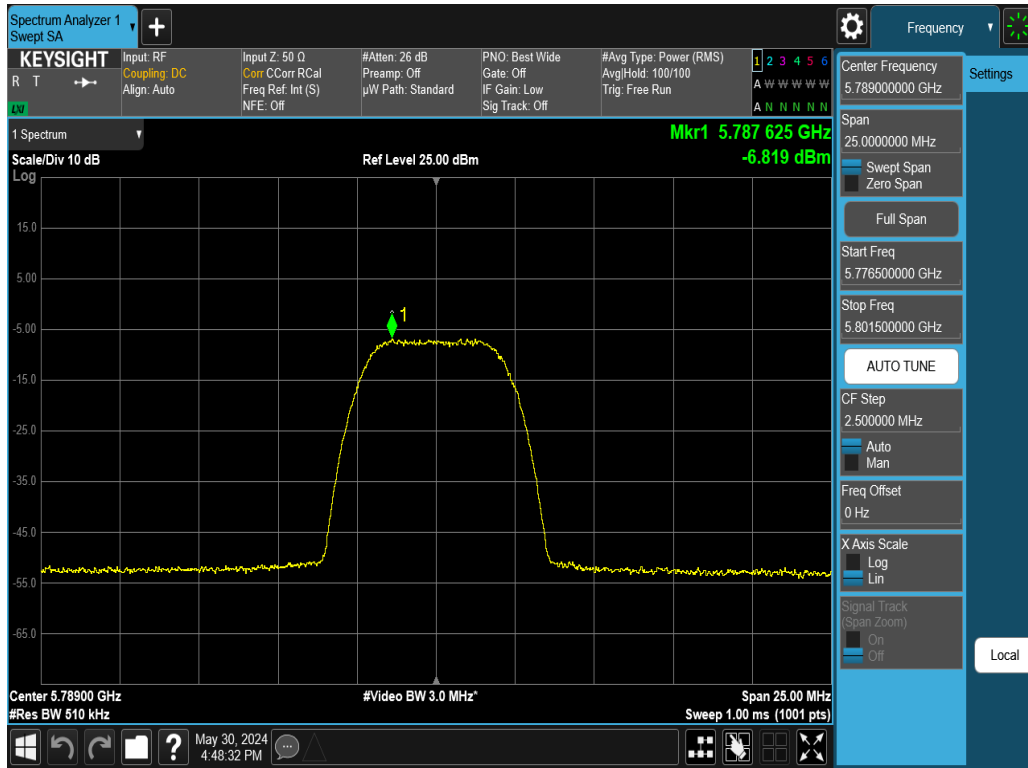 Spectrum Analyzer 1
Swept SA
+
Frequency
KEYSIGHT
R T
LXI
Input: RF
Coupling: DC
Align: Auto
Input Z: 50 Ω
Corr CCorr RCal
Freq Ref: Int (S)
NFE: Off
#Atten: 26 dB
Preamp: Off
µW Path: Standard
PNO: Best Wide
Gate: Off
IF Gain: Low
Sig Track: Off
#Avg Type: Power (RMS)
Avg|Hold: 100/100
Trig: Free Run
1 2 3 4 5 6
A W W W W W
A N N N N N
1 Spectrum
Mkr1 5.787 625 GHz
-6.819 dBm
Scale/Div 10 dB
Ref Level 25.00 dBm
Log
15.0
5.00
-5.00
-15.0
-25.0
-35.0
-45.0
-55.0
-65.0
1
Center 5.78900 GHz
#Video BW 3.0 MHz*
Span 25.00 MHz
#Res BW 510 kHz
Sweep 1.00 ms (1001 pts)
Center Frequency
5.789000000 GHz
Settings
Span
25.0000000 MHz
Swept Span
Zero Span
Full Span
Start Freq
5.776500000 GHz
Stop Freq
5.801500000 GHz
AUTO TUNE
CF Step
2.500000 MHz
Auto
Man
Freq Offset
0 Hz
X Axis Scale
Log
Lin
Signal Track
(Span Zoom)
On
Off
Local
?
May 30, 2024
4:48:32 PM